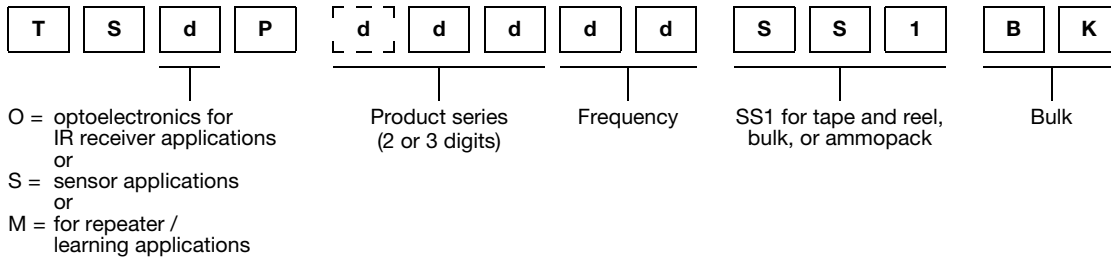 T S d P d d d d d S S 1 B K
O = optoelectronics for
IR receiver applications
or
S = sensor applications
or
M = for repeater /
learning applications
Product series
(2 or 3 digits)
Frequency
SS1 for tape and reel,
bulk, or ammopack
Bulk